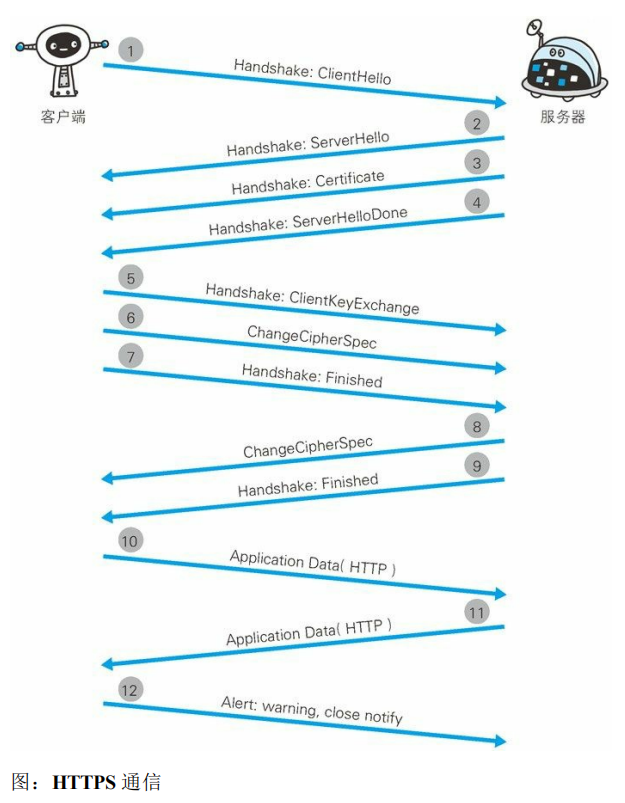 1
Handshake: ClientHello
客户端
服务器
2
Handshake: ServerHello
3
Handshake: Certificate
4
Handshake: ServerHelloDone
5
Handshake: ClientKeyExchange
6
ChangeCipherSpec
7
Handshake: Finished
8
ChangeCipherSpec
9
Handshake: Finished
10
Application Data( HTTP )
11
Application Data( HTTP )
12
Alert: warning, close notify
图：HTTPS 通信